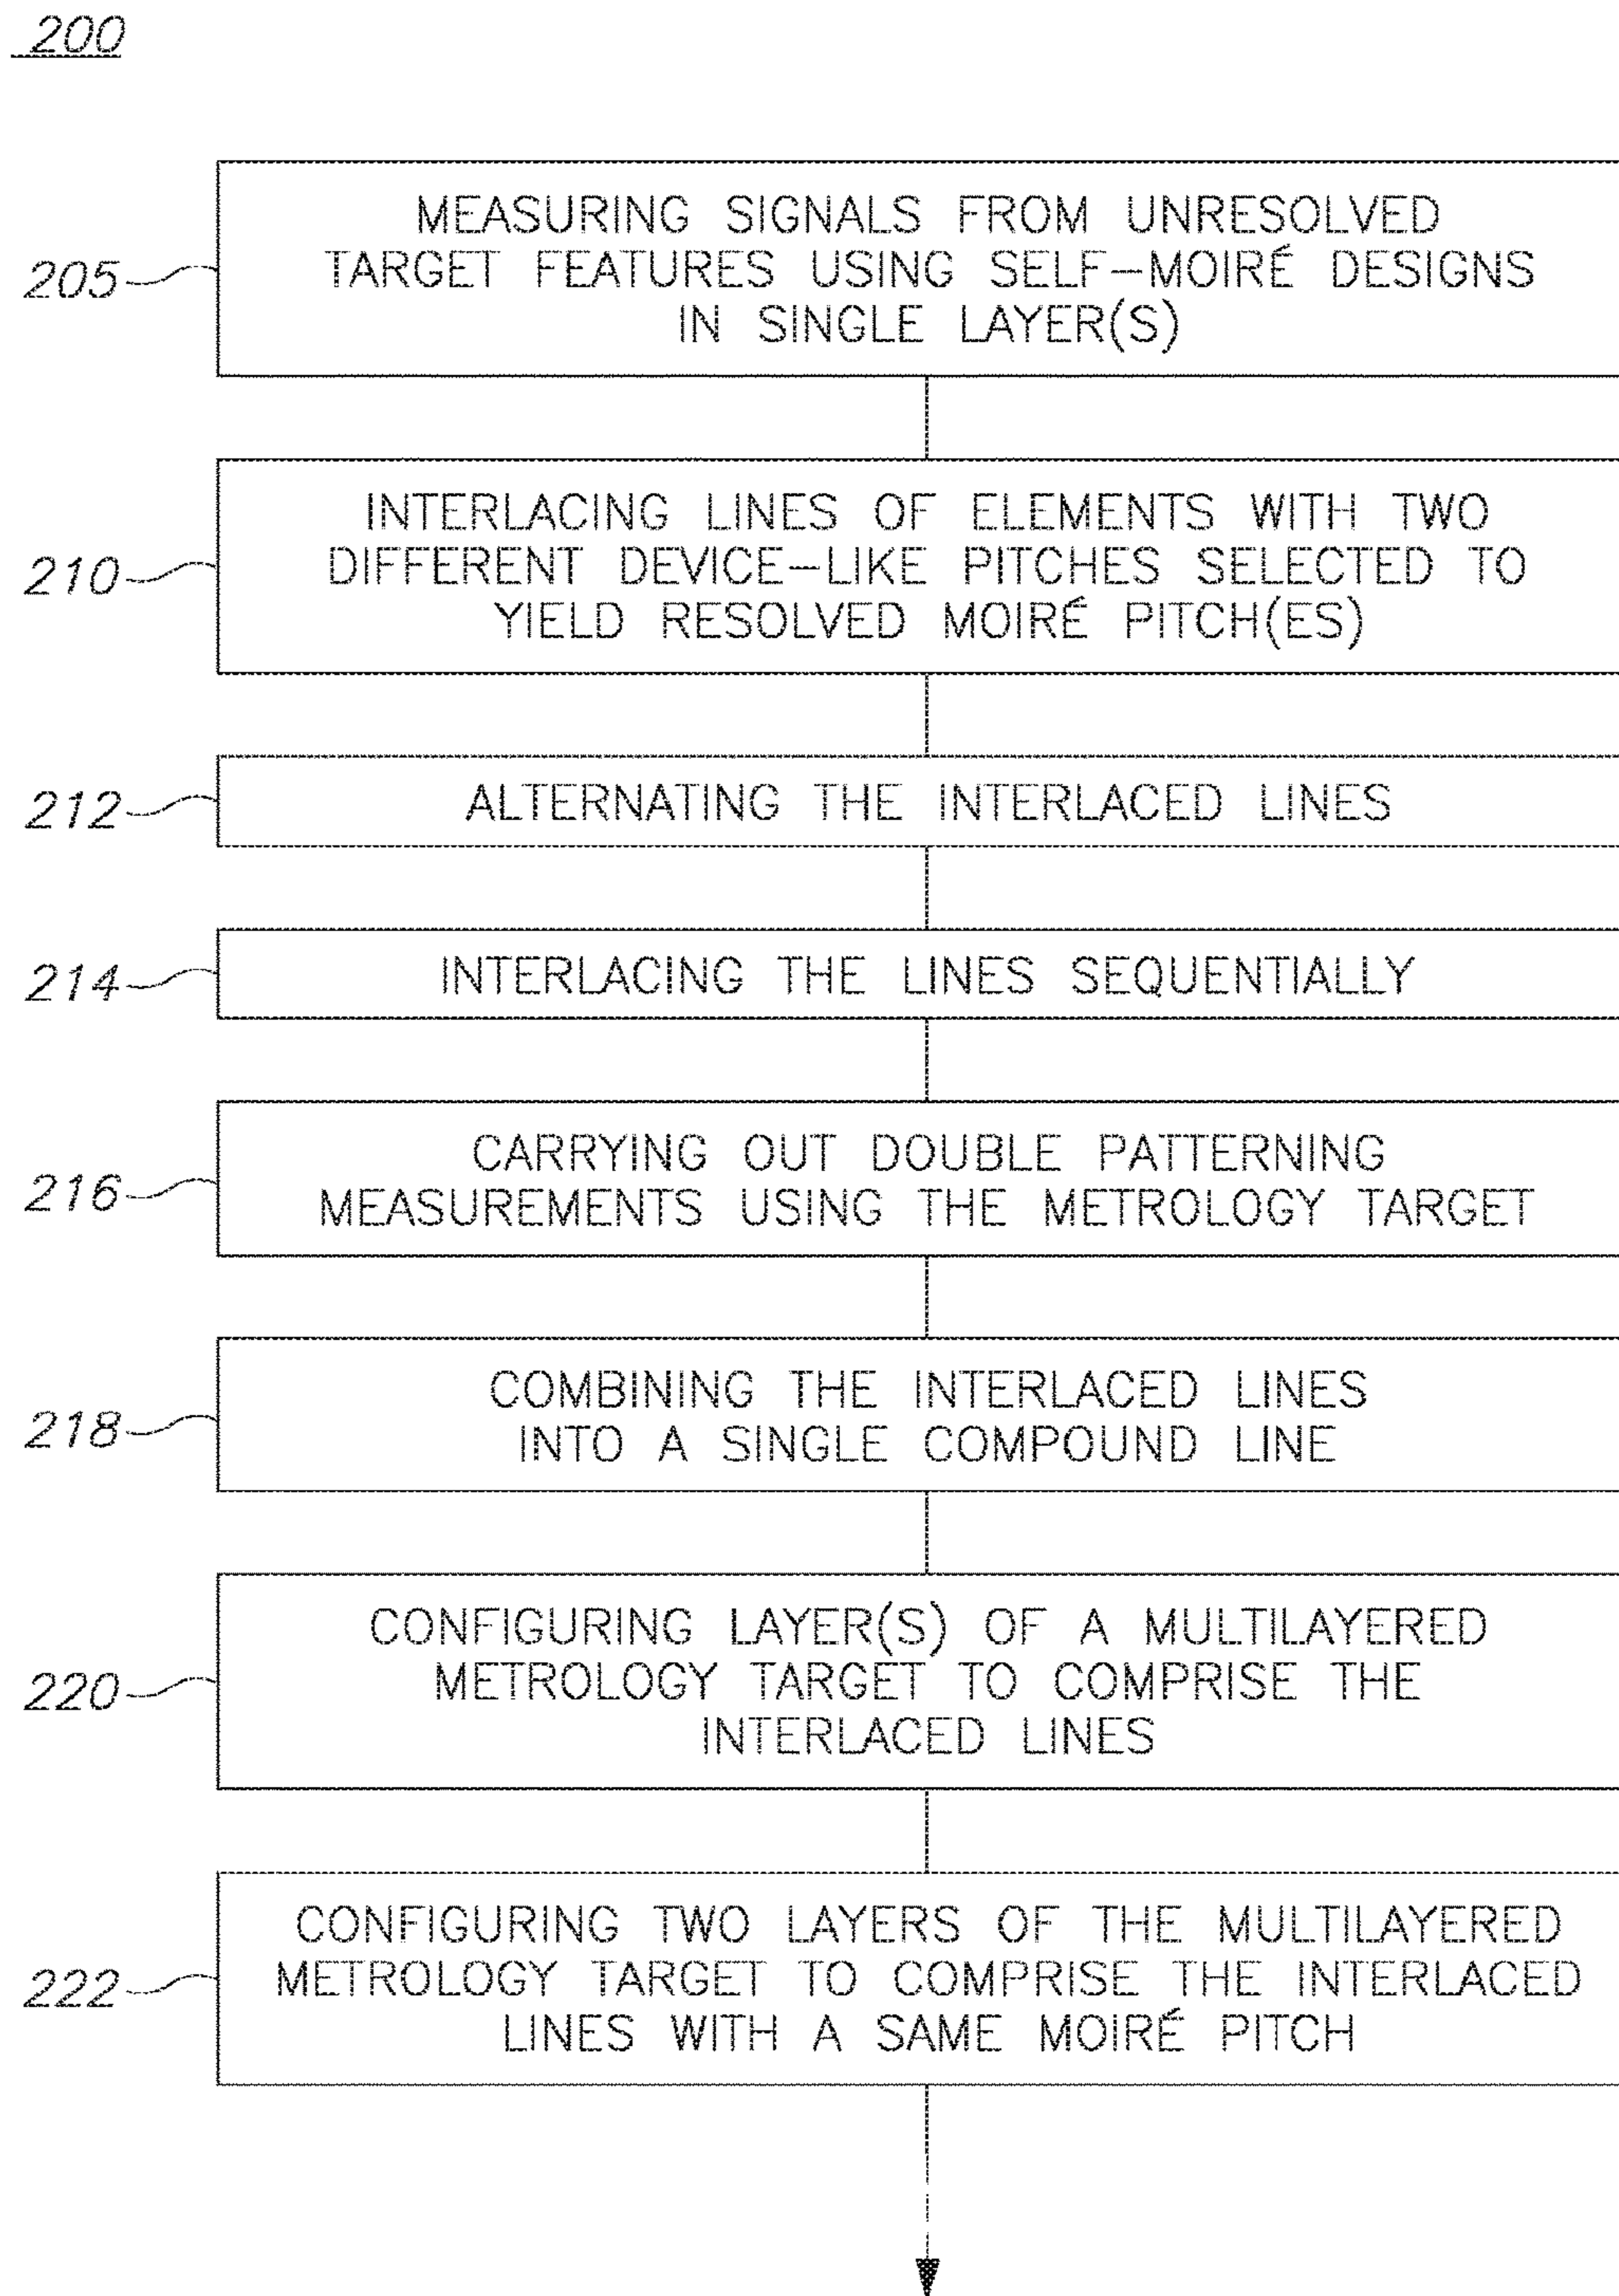 200
205
MEASURING SIGNALS FROM UNRESOLVED
TARGET FEATURES USING SELF-MOIRÉ DESIGNS
IN SINGLE LAYER(S)
210
INTERLACING LINES OF ELEMENTS WITH TWO
DIFFERENT DEVICE-LIKE PITCHES SELECTED TO
YIELD RESOLVED MOIRÉ PITCH(ES)
212
ALTERNATING THE INTERLACED LINES
214
INTERLACING THE LINES SEQUENTIALLY
216
CARRYING OUT DOUBLE PATTERNING
MEASUREMENTS USING THE METROLOGY TARGET
218
COMBINING THE INTERLACED LINES
INTO A SINGLE COMPOUND LINE
220
CONFIGURING LAYER(S) OF A MULTILAYERED
METROLOGY TARGET TO COMPRISE THE
INTERLACED LINES
222
CONFIGURING TWO LAYERS OF THE MULTILAYERED
METROLOGY TARGET TO COMPRISE THE INTERLACED
LINES WITH A SAME MOIRÉ PITCH